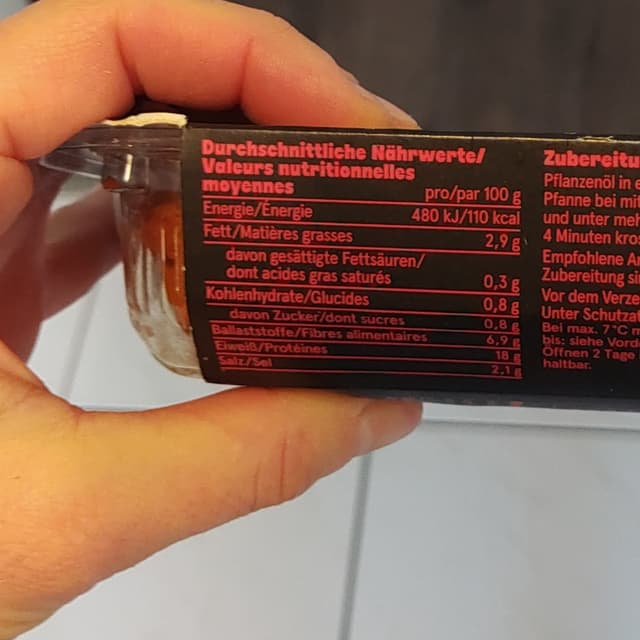 Durchschnittliche Nährwerte/
Valeurs nutritionnelles
moyennes pro/par 100 g
Energie/Énergie 480 kJ/110 kcal
Fett/Matières grasses 2,9 g
davon gesättigte Fettsäuren/
dont acides gras saturés 0,3 g
Kohlenhydrate/Glucides 0,8 g
davon Zucker/dont sucres 0,8 g
Ballaststoffe/Fibres alimentaires 6,9 g
Eiweiß/Protéines 18 g
Salz/Sel 2,1 g
Zubereitu
Pflanzenöl in
Pfanne bei mit
und unter meh
4 Minuten kro
Empfohlene Ar
Zubereitung si
Vor dem Verze
Unter Schutzat
Bei max. 7°C
bis: siehe Vord
Öffnen 2 Tage
haltbar.